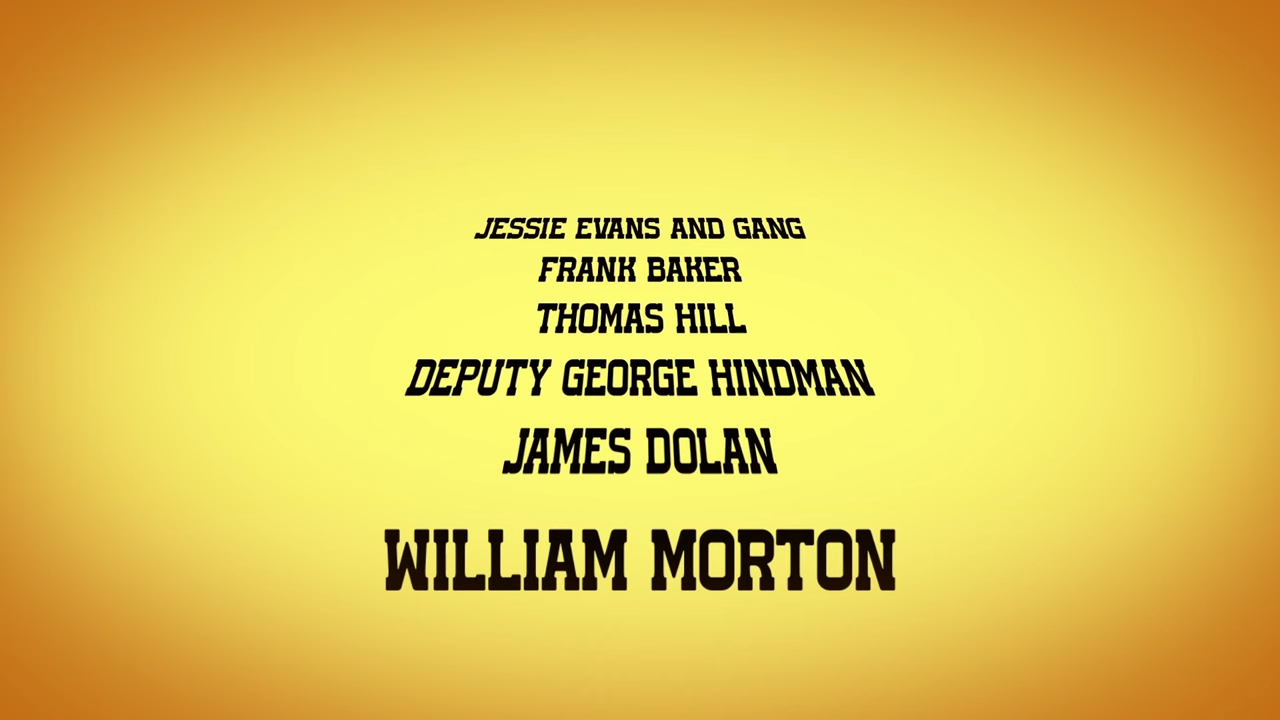 JESSIE EVANS AND GANG
FRANK BAKER
THOMAS HILL
DEPUTY GEORGE HINDMAN
JAMES DOLAN
WILLIAM MORTON